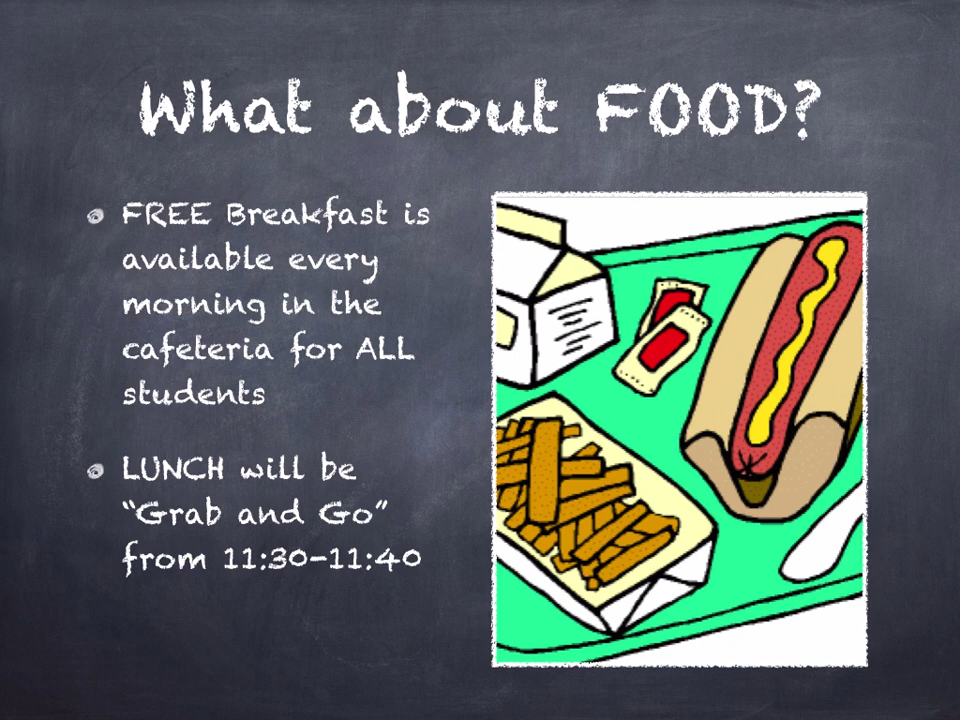 What about FOOD?
FREE Breakfast is
available every
morning in the
cafeteria for ALL
students
LUNCH will be
“Grab and Go”
from 11:30-11:40